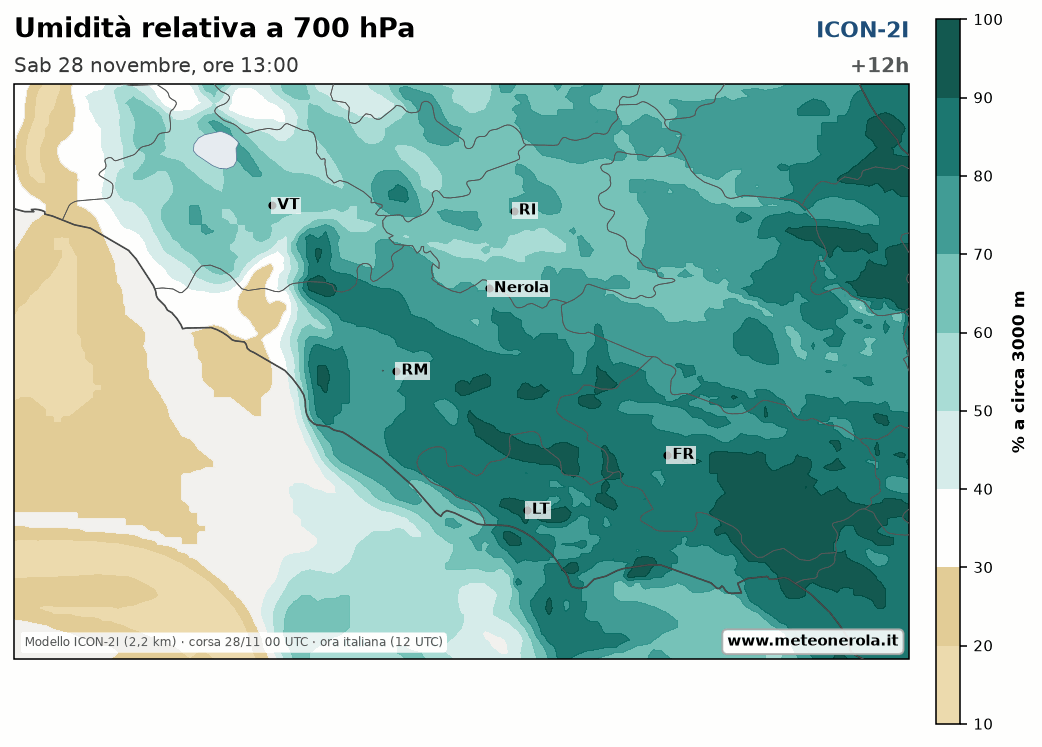 Umidità relativa a 700 hPa
ICON-2I
Sab 28 novembre, ore 13:00
+12h
100
90
80
70
60
50
40
30
20
10
% a circa 3000 m
VT
RI
Nerola
RM
FR
LT
Modello ICON-2I (2,2 km) · corsa 28/11 00 UTC · ora italiana (12 UTC)
www.meteonerola.it